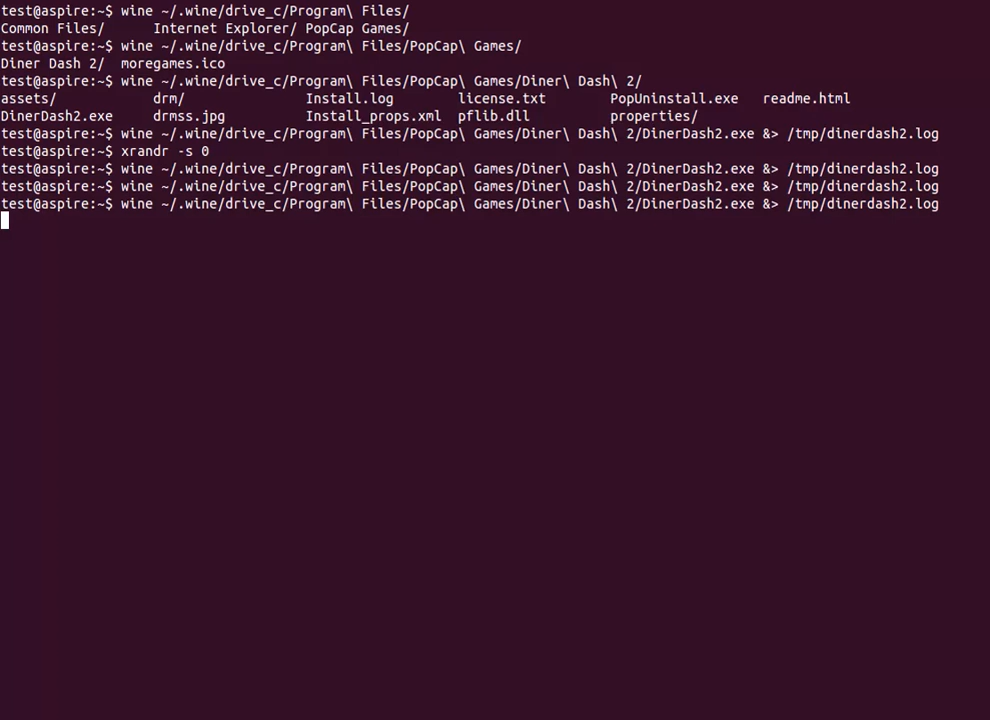 test@aspire:~$ wine ~/.wine/drive_c/Program\ Files/
Common Files/      Internet Explorer/ PopCap Games/
test@aspire:~$ wine ~/.wine/drive_c/Program\ Files/PopCap\ Games/
Diner Dash 2/  moregames.ico
test@aspire:~$ wine ~/.wine/drive_c/Program\ Files/PopCap\ Games/Diner\ Dash\ 2/
assets/            drm/               Install.log        license.txt        PopUninstall.exe   readme.html
DinerDash2.exe     drmss.jpg          Install_props.xml  pflib.dll          properties/
test@aspire:~$ wine ~/.wine/drive_c/Program\ Files/PopCap\ Games/Diner\ Dash\ 2/DinerDash2.exe &> /tmp/dinerdash2.log
test@aspire:~$ xrandr -s 0
test@aspire:~$ wine ~/.wine/drive_c/Program\ Files/PopCap\ Games/Diner\ Dash\ 2/DinerDash2.exe &> /tmp/dinerdash2.log
test@aspire:~$ wine ~/.wine/drive_c/Program\ Files/PopCap\ Games/Diner\ Dash\ 2/DinerDash2.exe &> /tmp/dinerdash2.log
test@aspire:~$ wine ~/.wine/drive_c/Program\ Files/PopCap\ Games/Diner\ Dash\ 2/DinerDash2.exe &> /tmp/dinerdash2.log